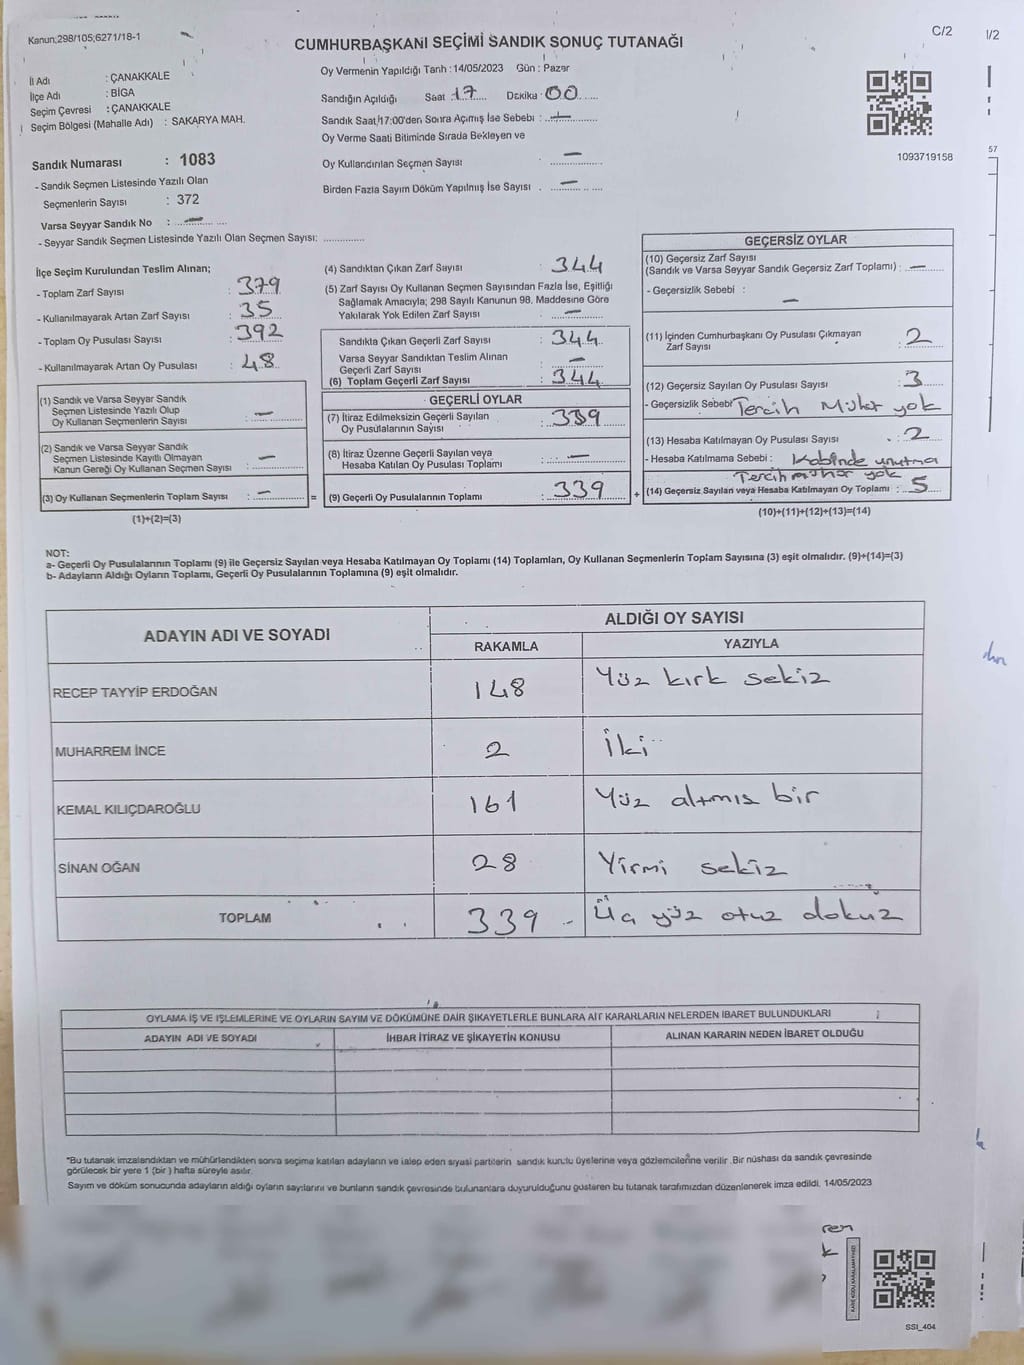 Kanun;298/105;6271/18-1
CUMHURBAŞKANI SEÇİMİ SANDIK SONUÇ TUTANAĞI
C/2
I/2
İl Adı : ÇANAKKALE
İlçe Adı : BİGA
Seçim Çevresi : ÇANAKKALE
Seçim Bölgesi (Mahalle Adı) : SAKARYA MAH.
Oy Vermenin Yapıldığı Tarih : 14/05/2023 Gün : Pazar
Sandığın Açıldığı Saat 17 Dakika : 00
Sandık Saat 17:00'den Sonra Açılmış İse Sebebi : —
Oy Verme Saati Bitiminde Sırada Bekleyen ve
Oy Kullandırılan Seçmen Sayısı : —
Birden Fazla Sayım Döküm Yapılmış İse Sayısı : —
1093719158
57
Sandık Numarası : 1083
- Sandık Seçmen Listesinde Yazılı Olan
Seçmenlerin Sayısı : 372
Varsa Seyyar Sandık No : —
- Seyyar Sandık Seçmen Listesinde Yazılı Olan Seçmen Sayısı: ..............
İlçe Seçim Kurulundan Teslim Alınan;
- Toplam Zarf Sayısı : 379
- Kullanılmayarak Artan Zarf Sayısı : 35
- Toplam Oy Pusulası Sayısı : 392
- Kullanılmayarak Artan Oy Pusulası : 48
(1) Sandık ve Varsa Seyyar Sandık
Seçmen Listesinde Yazılı Olup
Oy Kullanan Seçmenlerin Sayısı : —
(2) Sandık ve Varsa Seyyar Sandık
Seçmen Listesinde Kayıtlı Olmayan
Kanun Gereği Oy Kullanan Seçmen Sayısı : —
(3) Oy Kullanan Seçmenlerin Toplam Sayısı : — =
(1)+(2)=(3)
(4) Sandıktan Çıkan Zarf Sayısı : 344
(5) Zarf Sayısı Oy Kullanan Seçmen Sayısından Fazla İse, Eşitliği
Sağlamak Amacıyla; 298 Sayılı Kanunun 98. Maddesine Göre
Yakılarak Yok Edilen Zarf Sayısı : —
Sandıkta Çıkan Geçerli Zarf Sayısı : 344
Varsa Seyyar Sandıktan Teslim Alınan
Geçerli Zarf Sayısı : —
(6) Toplam Geçerli Zarf Sayısı : 344
GEÇERLİ OYLAR
(7) İtiraz Edilmeksizin Geçerli Sayılan
Oy Pusulalarının Sayısı : 339
(8) İtiraz Üzerine Geçerli Sayılan veya
Hesaba Katılan Oy Pusulası Toplamı : —
(9) Geçerli Oy Pusulalarının Toplamı : 339 +
GEÇERSİZ OYLAR
(10) Geçersiz Zarf Sayısı
(Sandık ve Varsa Seyyar Sandık Geçersiz Zarf Toplamı) : —
- Geçersizlik Sebebi :
—
(11) İçinden Cumhurbaşkanı Oy Pusulası Çıkmayan
Zarf Sayısı : 2
(12) Geçersiz Sayılan Oy Pusulası Sayısı : 3
- Geçersizlik Sebebi Tercih Mühür yok
(13) Hesaba Katılmayan Oy Pusulası Sayısı : 2
- Hesaba Katılmama Sebebi : Kabinde unutma
Tercih mühür yok
(14) Geçersiz Sayılan veya Hesaba Katılmayan Oy Toplamı : 5
(10)+(11)+(12)+(13)=(14)
NOT:
a- Geçerli Oy Pusulalarının Toplamı (9) ile Geçersiz Sayılan veya Hesaba Katılmayan Oy Toplamı (14) Toplamları, Oy Kullanan Seçmenlerin Toplam Sayısına (3) eşit olmalıdır. (9)+(14)=(3)
b- Adayların Aldığı Oyların Toplamı, Geçerli Oy Pusulalarının Toplamına (9) eşit olmalıdır.
ADAYIN ADI VE SOYADI
ALDIĞI OY SAYISI
RAKAMLA YAZIYLA
RECEP TAYYİP ERDOĞAN 148 Yüz kırk sekiz
MUHARREM İNCE 2 İki
KEMAL KILIÇDAROĞLU 161 Yüz altmış bir
SİNAN OĞAN 28 Yirmi sekiz
TOPLAM 339 - Üç yüz otuz dokuz
OYLAMA İŞ VE İŞLEMLERİNE VE OYLARIN SAYIM VE DÖKÜMÜNE DAİR ŞİKAYETLERLE BUNLARA AİT KARARLARIN NELERDEN İBARET BULUNDUKLARI
ADAYIN ADI VE SOYADI İHBAR İTİRAZ VE ŞİKAYETİN KONUSU ALINAN KARARIN NEDEN İBARET OLDUĞU
*Bu tutanak imzalandıktan ve mühürlendikten sonra seçime katılan adayların ve talep eden siyasi partilerin sandık kurulu üyelerine veya gözlemcilerine verilir .Bir nüshası da sandık çevresinde
görülecek bir yere 1 (bir ) hafta süreyle asılır.
Sayım ve döküm sonucunda adayların aldığı oyların sayılarını ve bunların sandık çevresinde bulunanlara duyurulduğunu gösteren bu tutanak tarafımızdan düzenlenerek imza edildi. 14/05/2023
SSI_404